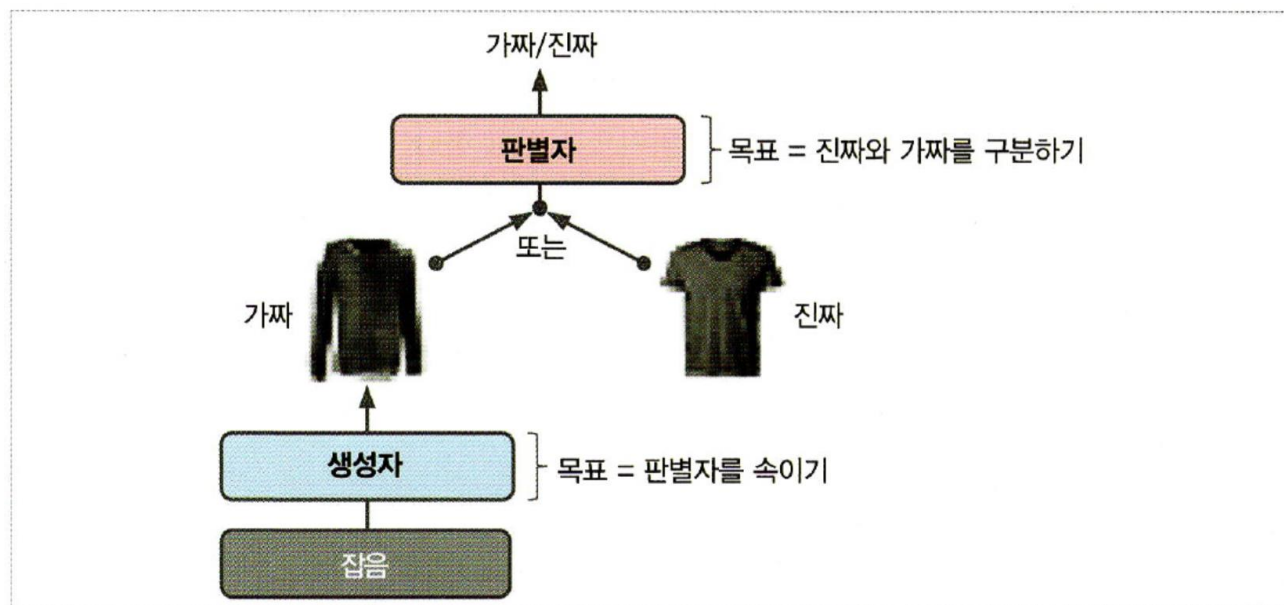 가짜/진짜
판별자
목표 = 진짜와 가짜를 구분하기
또는
가짜
진짜
생성자
목표 = 판별자를 속이기
잡음